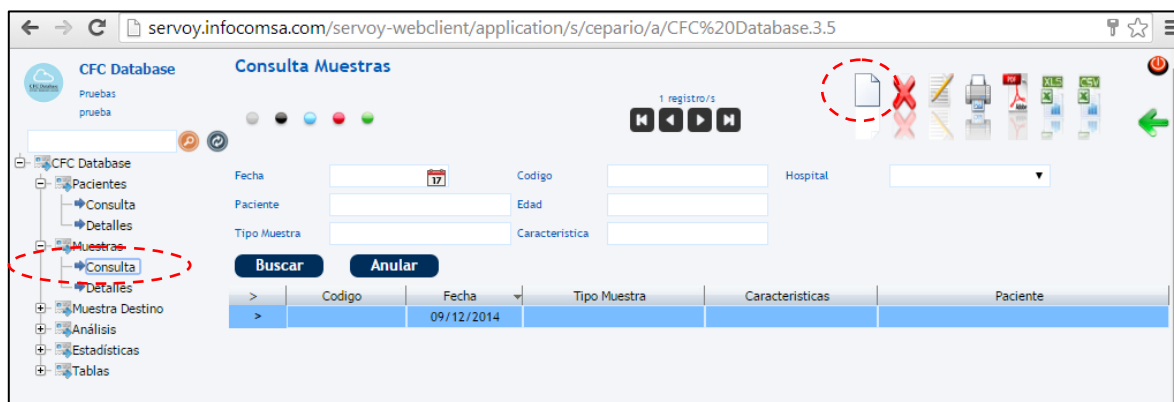 servoy.infocomsa.com/servoy-webclient/application/s/cepario/a/CFC%20Database.3.5
CFC Database
Pruebas
prueba
Consulta Muestras
1 registro/s
PDF
XLS
CSV
CFC Database
Pacientes
Consulta
Detalles
Muestras
Consulta
Detalles
Muestra Destino
Análisis
Estadísticas
Tablas
Fecha 17 Codigo Hospital
Paciente Edad
Tipo Muestra Caracteristica
Buscar Anular
> Codigo Fecha Tipo Muestra Caracteristicas Paciente
> 09/12/2014